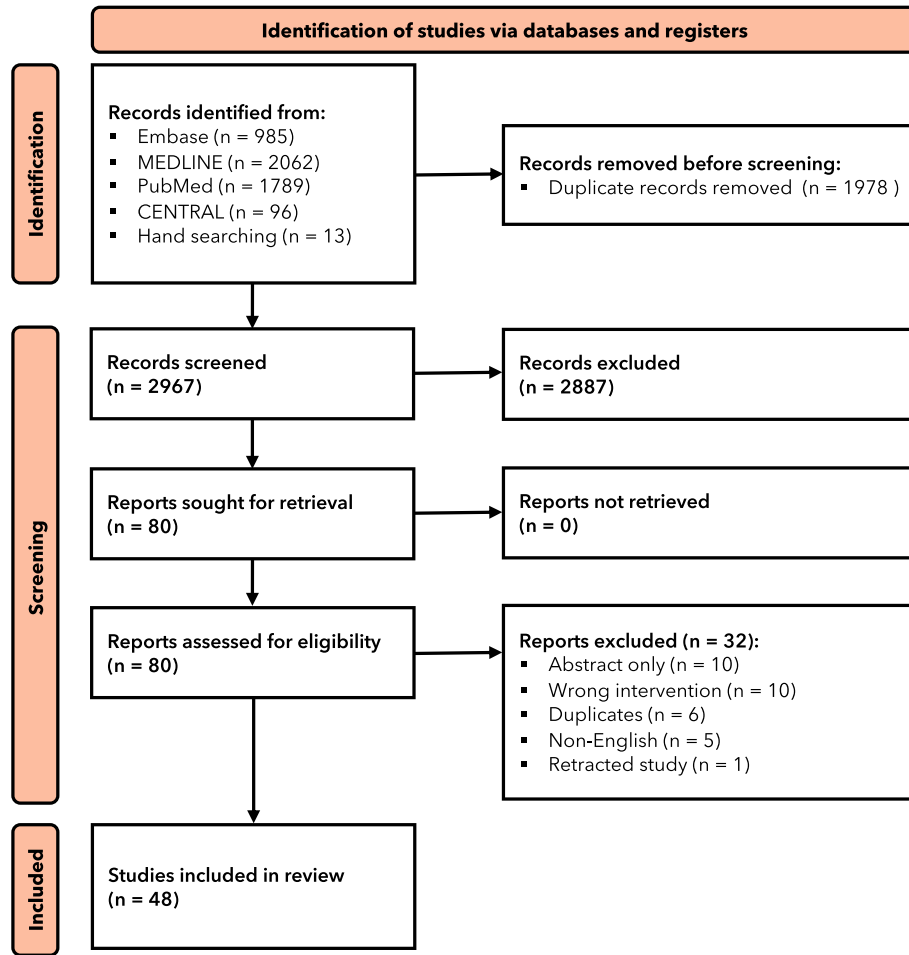 Identification of studies via databases and registers
Identification
Records identified from:
▪ Embase (n = 985)
▪ MEDLINE (n = 2062)
▪ PubMed (n = 1789)
▪ CENTRAL (n = 96)
▪ Hand searching (n = 13)
Records removed before screening:
▪ Duplicate records removed (n = 1978 )
Screening
Records screened
(n = 2967)
Records excluded
(n = 2887)
Reports sought for retrieval
(n = 80)
Reports not retrieved
(n = 0)
Reports assessed for eligibility
(n = 80)
Reports excluded (n = 32):
▪ Abstract only (n = 10)
▪ Wrong intervention (n = 10)
▪ Duplicates (n = 6)
▪ Non-English (n = 5)
▪ Retracted study (n = 1)
Included
Studies included in review
(n = 48)